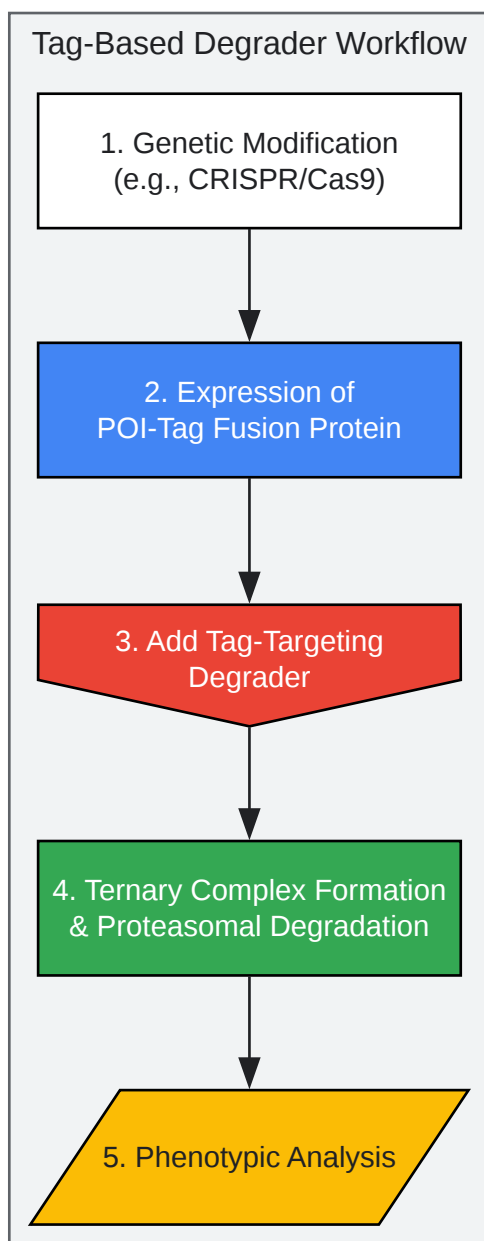 Tag-Based Degrader Workflow
1. Genetic Modification
(e.g., CRISPR/Cas9)
2. Expression of
POI-Tag Fusion Protein
3. Add Tag-Targeting
Degrader
4. Ternary Complex Formation
& Proteasomal Degradation
5. Phenotypic Analysis